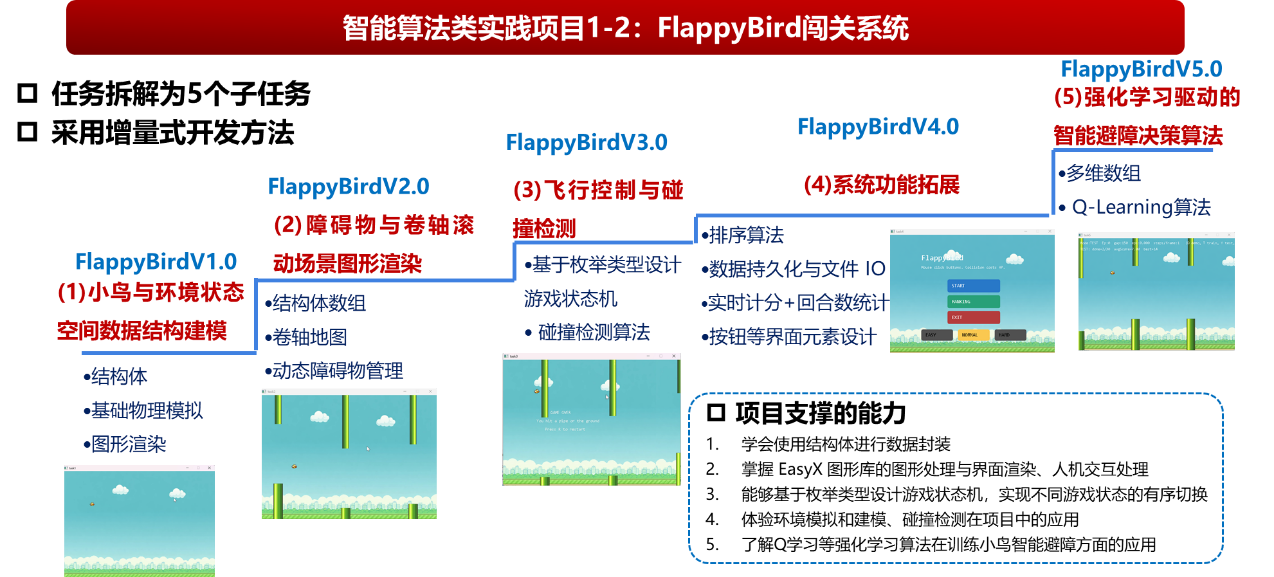 智能算法类实践项目1-2：FlappyBird闯关系统
任务拆解为5个子任务
采用增量式开发方法
FlappyBirdV1.0
(1)小鸟与环境状态
空间数据结构建模
•结构体
•基础物理模拟
•图形渲染
FlappyBirdV2.0
(2)障碍物与卷轴滚
动场景图形渲染
•结构体数组
•卷轴地图
•动态障碍物管理
FlappyBirdV3.0
(3)飞行控制与碰
撞检测
•基于枚举类型设计
游戏状态机
• 碰撞检测算法
FlappyBirdV4.0
(4)系统功能拓展
•排序算法
•数据持久化与文件 IO
•实时计分+回合数统计
•按钮等界面元素设计
FlappyBird
START
RANKING
EXIT
EASY
NORMAL
HARD
FlappyBirdV5.0
(5)强化学习驱动的
智能避障决策算法
•多维数组
• Q-Learning算法
项目支撑的能力
1. 学会使用结构体进行数据封装
2. 掌握 EasyX 图形库的图形处理与界面渲染、人机交互处理
3. 能够基于枚举类型设计游戏状态机，实现不同游戏状态的有序切换
4. 体验环境模拟和建模、碰撞检测在项目中的应用
5. 了解Q学习等强化学习算法在训练小鸟智能避障方面的应用